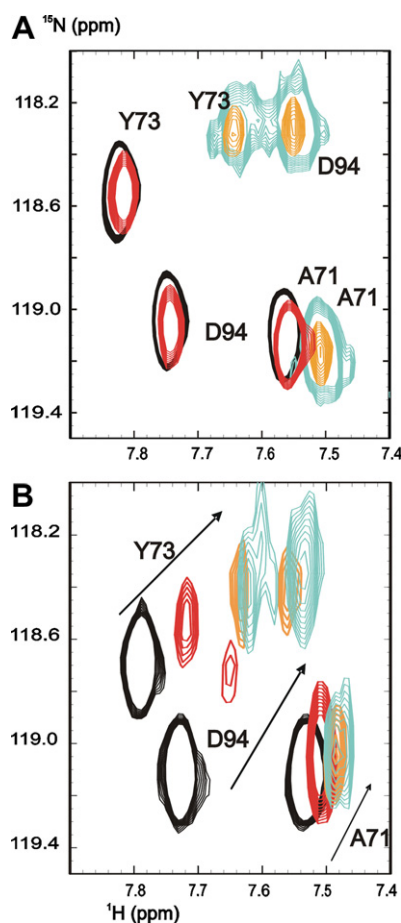 A
¹⁵N (ppm)
118.2
Y73
Y73
D94
118.6
119.0
A71
A71
D94
119.4
7.8 7.7 7.6 7.5 7.4
B
118.2
Y73
118.6
D94
119.0
A71
119.4
7.8 7.7 7.6 7.5 7.4
¹H (ppm)